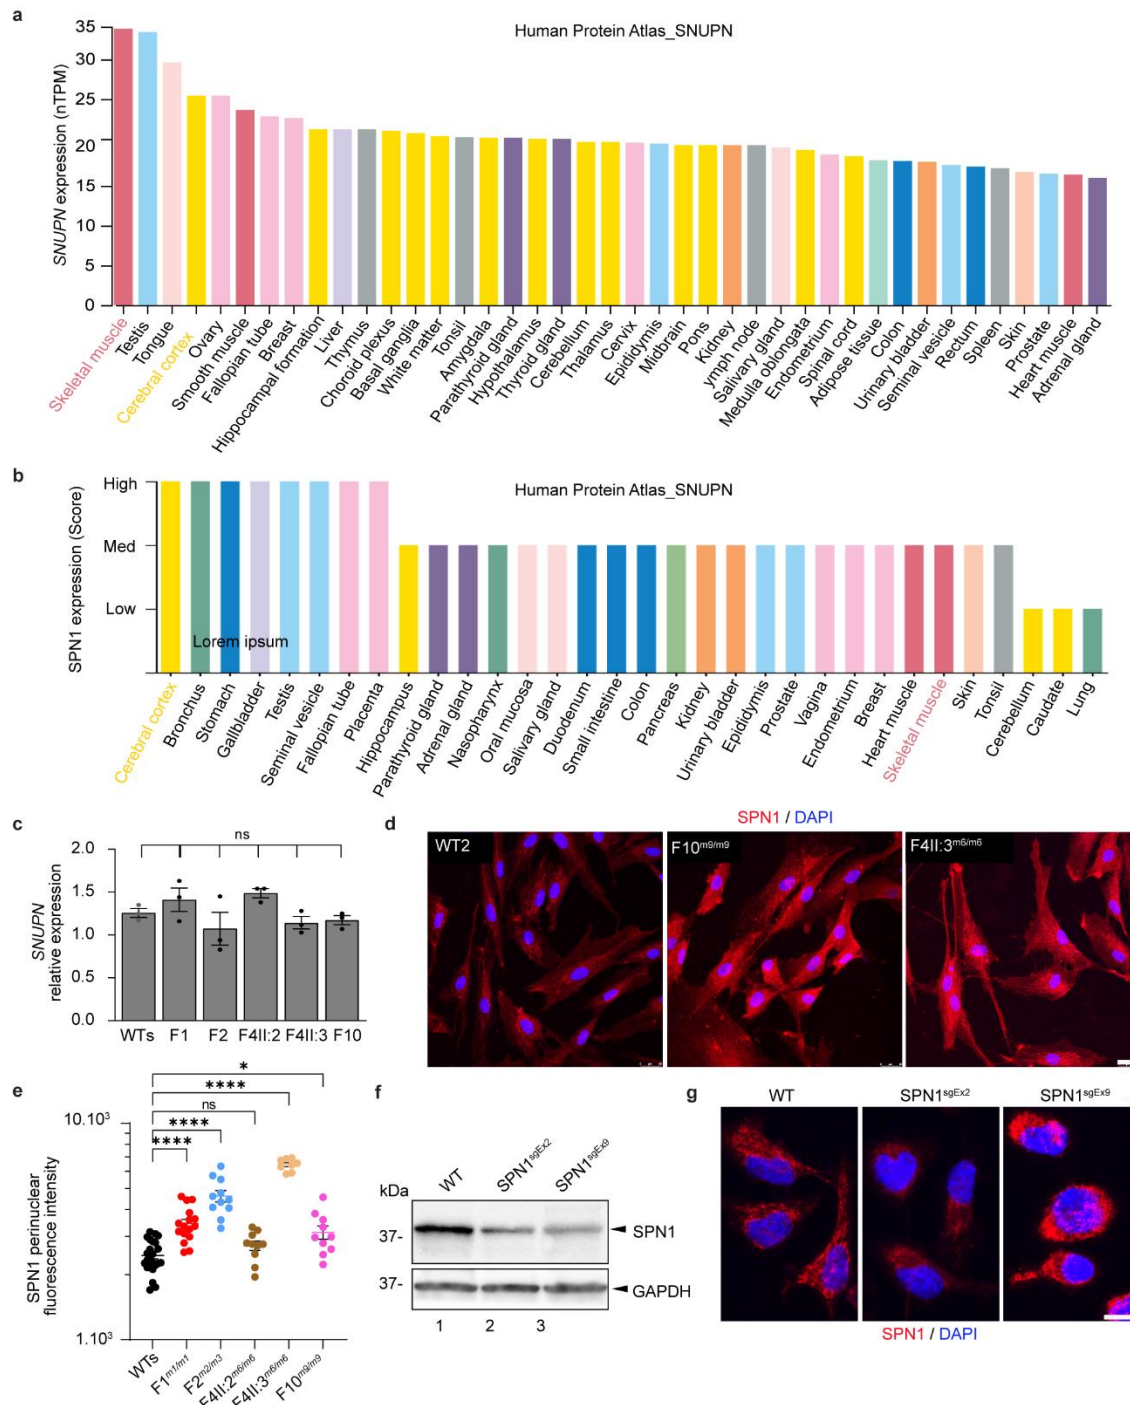 a
Human Protein Atlas_SNUPN
SNUPN expression (nTPM)
35
30
25
20
15
10
5
0
Skeletal muscle
Testis
Tongue
Cerebral cortex
Ovary
Smooth muscle
Fallopian tube
Breast
Hippocampal formation
Liver
Thymus
Choroid plexus
Basal ganglia
White matter
Tonsil
Amygdala
Parathyroid gland
Hypothalamus
Thyroid gland
Cerebellum
Thalamus
Cervix
Epididymis
Midbrain
Pons
Kidney
ymph node
Salivary gland
Medulla oblongata
Endometrium
Spinal cord
Adipose tissue
Colon
Urinary bladder
Seminal vesicle
Rectum
Spleen
Skin
Prostate
Heart muscle
Adrenal gland
b
Human Protein Atlas_SNUPN
SPN1 expression (Score)
High
Med
Low
Lorem ipsum
Cerebral cortex
Bronchus
Stomach
Gallbladder
Testis
Seminal vesicle
Fallopian tube
Placenta
Hippocampus
Parathyroid gland
Adrenal gland
Nasopharynx
Oral mucosa
Salivary gland
Duodenum
Small intestine
Colon
Pancreas
Kidney
Urinary bladder
Epididymis
Prostate
Vagina
Endometrium
Breast
Heart muscle
Skeletal muscle
Skin
Tonsil
Cerebellum
Caudate
Lung
c
ns
SNUPN
relative expression
2.0
1.5
1.0
0.5
0.0
WTs F1 F2 F4II:2 F4II:3 F10
d
SPN1 / DAPI
WT2
F10m9/m9
F4II:3m6/m6
e
*
****
ns
****
****
SPN1 perinuclear
fluorescence intensity
10.10³
1.10³
WTs
F1m1/m1
F2m2/m3
F4II:2m6/m6
F4II:3m6/m6
F10m9/m9
f
WT
SPN1sgEx2
SPN1sgEx9
kDa
37-
SPN1
37-
GAPDH
1 2 3
g
WT SPN1sgEx2 SPN1sgEx9
SPN1 / DAPI